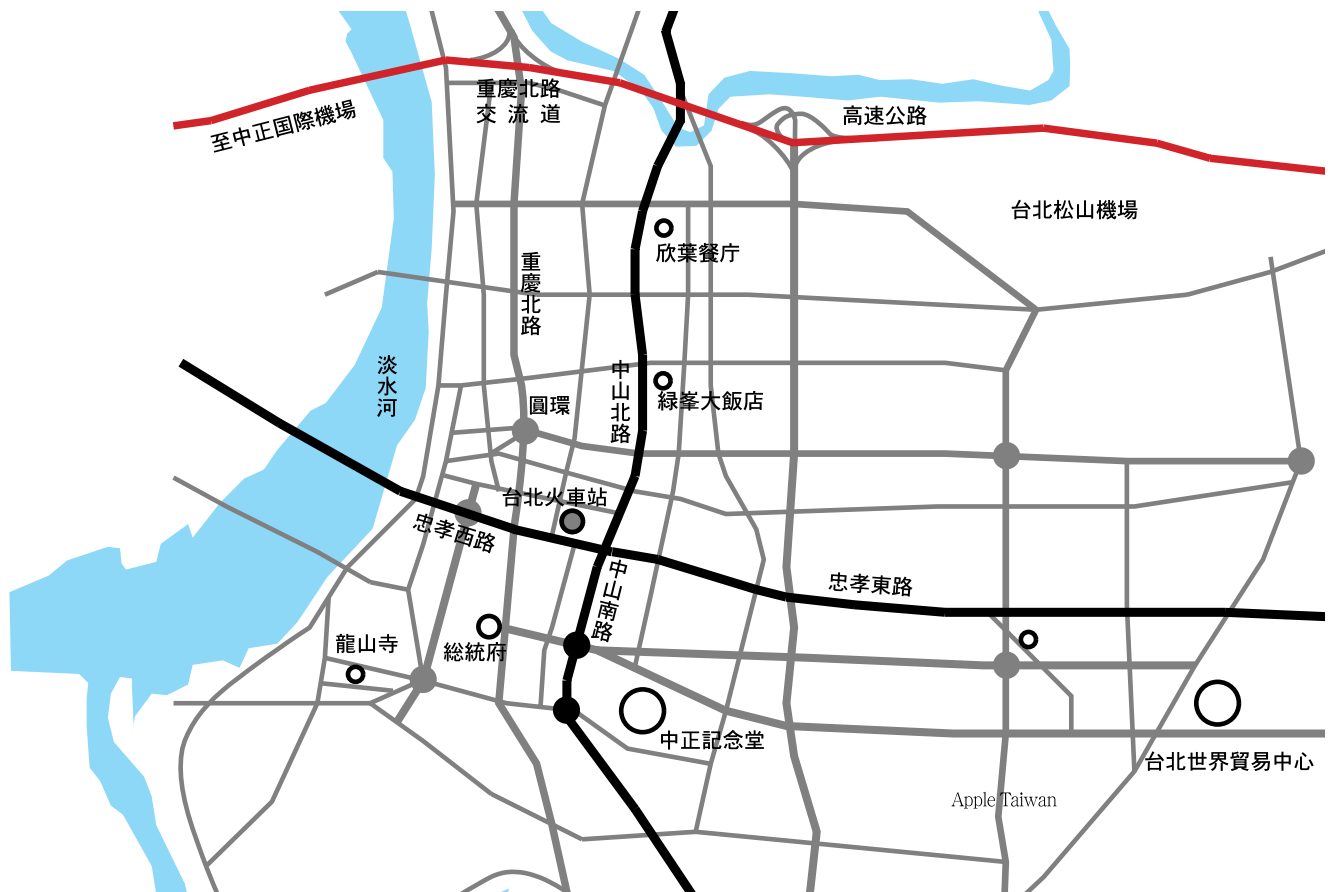 重慶北路
交流道
高速公路
至中正国際機場
台北松山機場
欣葉餐庁
重慶北路
淡水河
中山北路
緑峯大飯店
圓環
台北火車站
忠孝西路
中山南路
忠孝東路
龍山寺
総統府
中正記念堂
台北世界貿易中心
Apple Taiwan